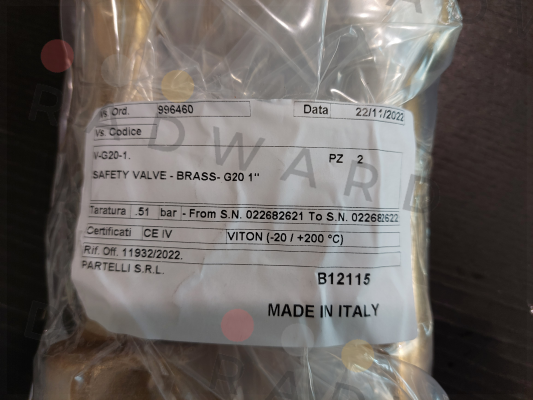 Vs. Ord. 996460 Data 22/11/2022
Vs. Codice
V-G20-1. PZ 2
SAFETY VALVE - BRASS- G20 1"
Taratura .51 bar - From S.N. 022682621 To S.N. 022682622
Certificati CE IV VITON (-20 / +200 °C)
Rif. Off. 11932/2022.
PARTELLI S.R.L.
B12115
MADE IN ITALY